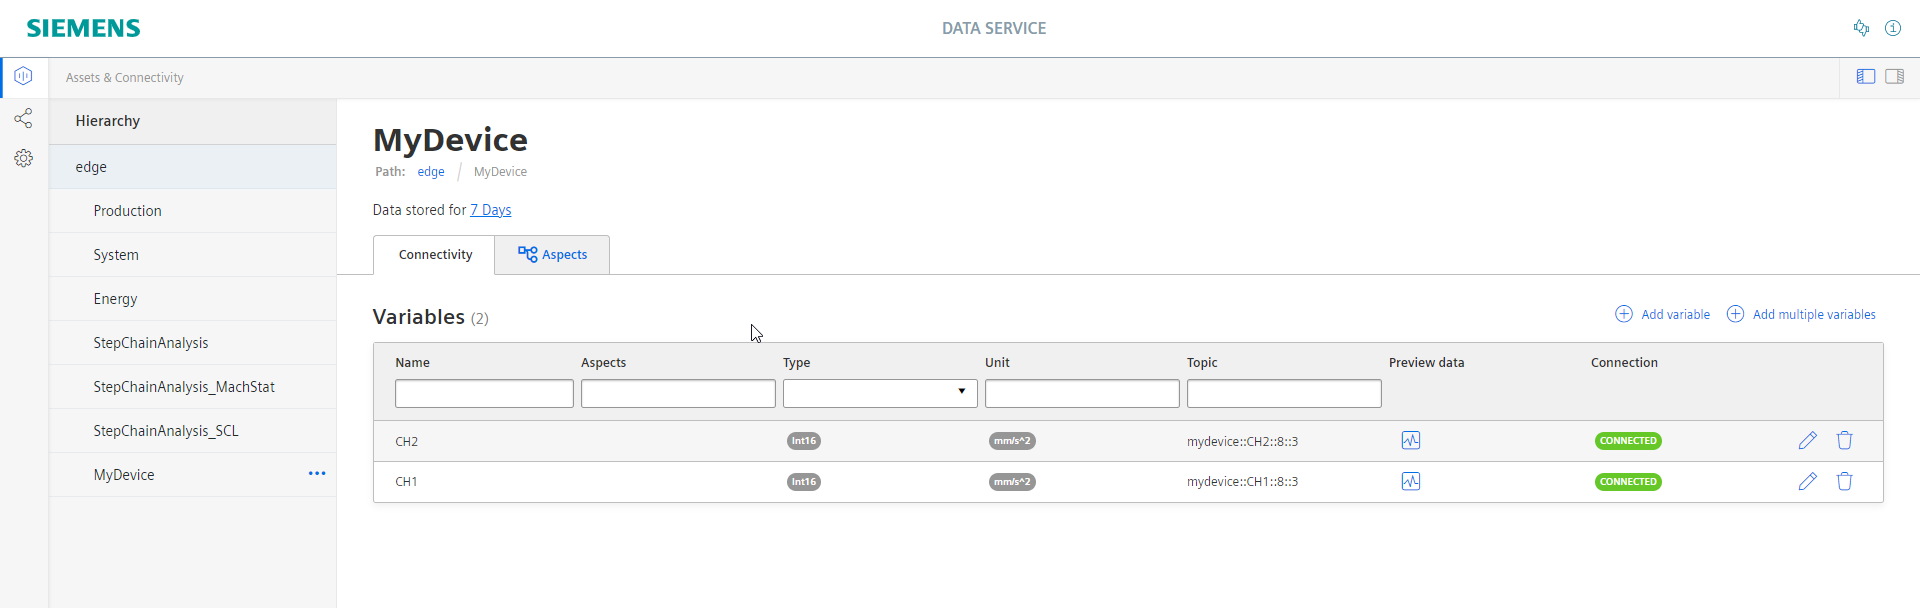 SIEMENS
DATA SERVICE
Assets & Connectivity
Hierarchy
edge
Production
System
Energy
StepChainAnalysis
StepChainAnalysis_MachStat
StepChainAnalysis_SCL
MyDevice
MyDevice
Path: edge / MyDevice
Data stored for 7 Days
Connectivity Aspects
Variables (2)
Add variable Add multiple variables
Name Aspects Type Unit Topic Preview data Connection
CH2 Int16 mm/s^2 mydevice::CH2::8::3 CONNECTED
CH1 Int16 mm/s^2 mydevice::CH1::8::3 CONNECTED